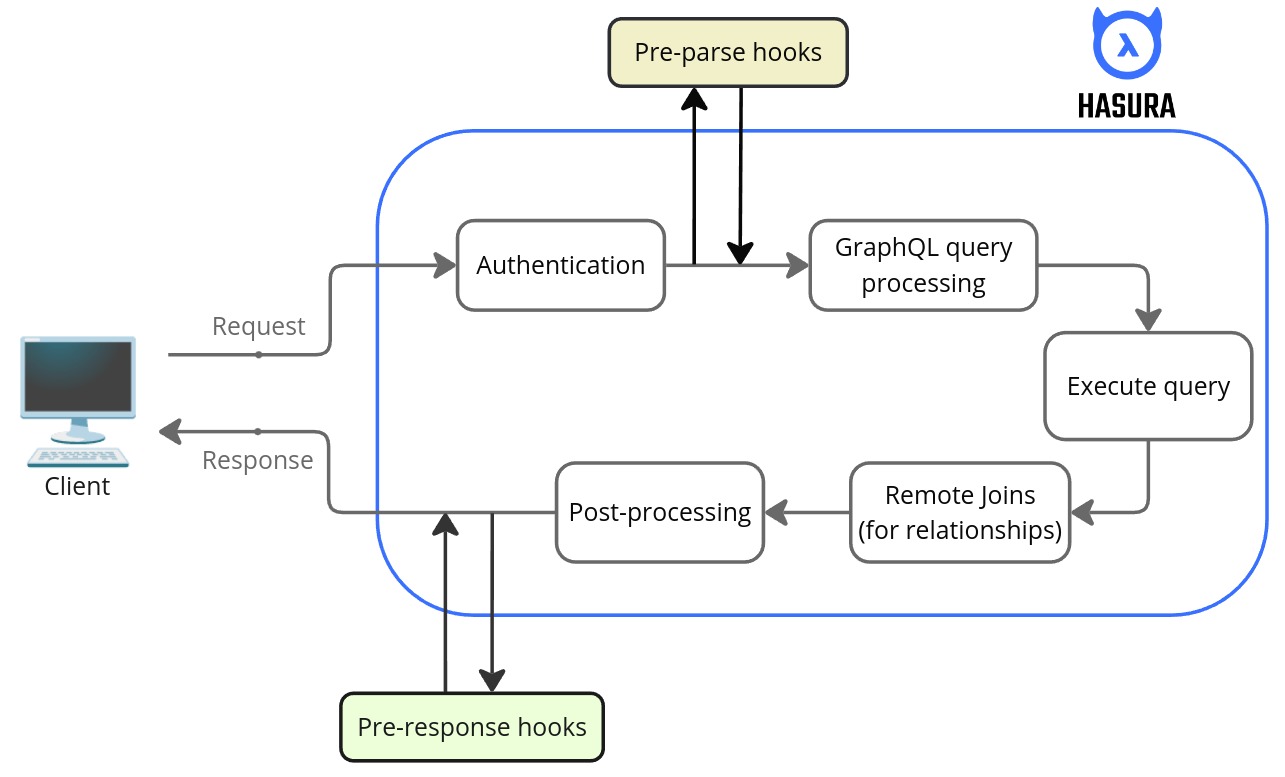 Pre-parse hooks
λ
HASURA
Authentication
GraphQL query
processing
Request
Execute query
Response
Client
Post-processing
Remote Joins
(for relationships)
Pre-response hooks